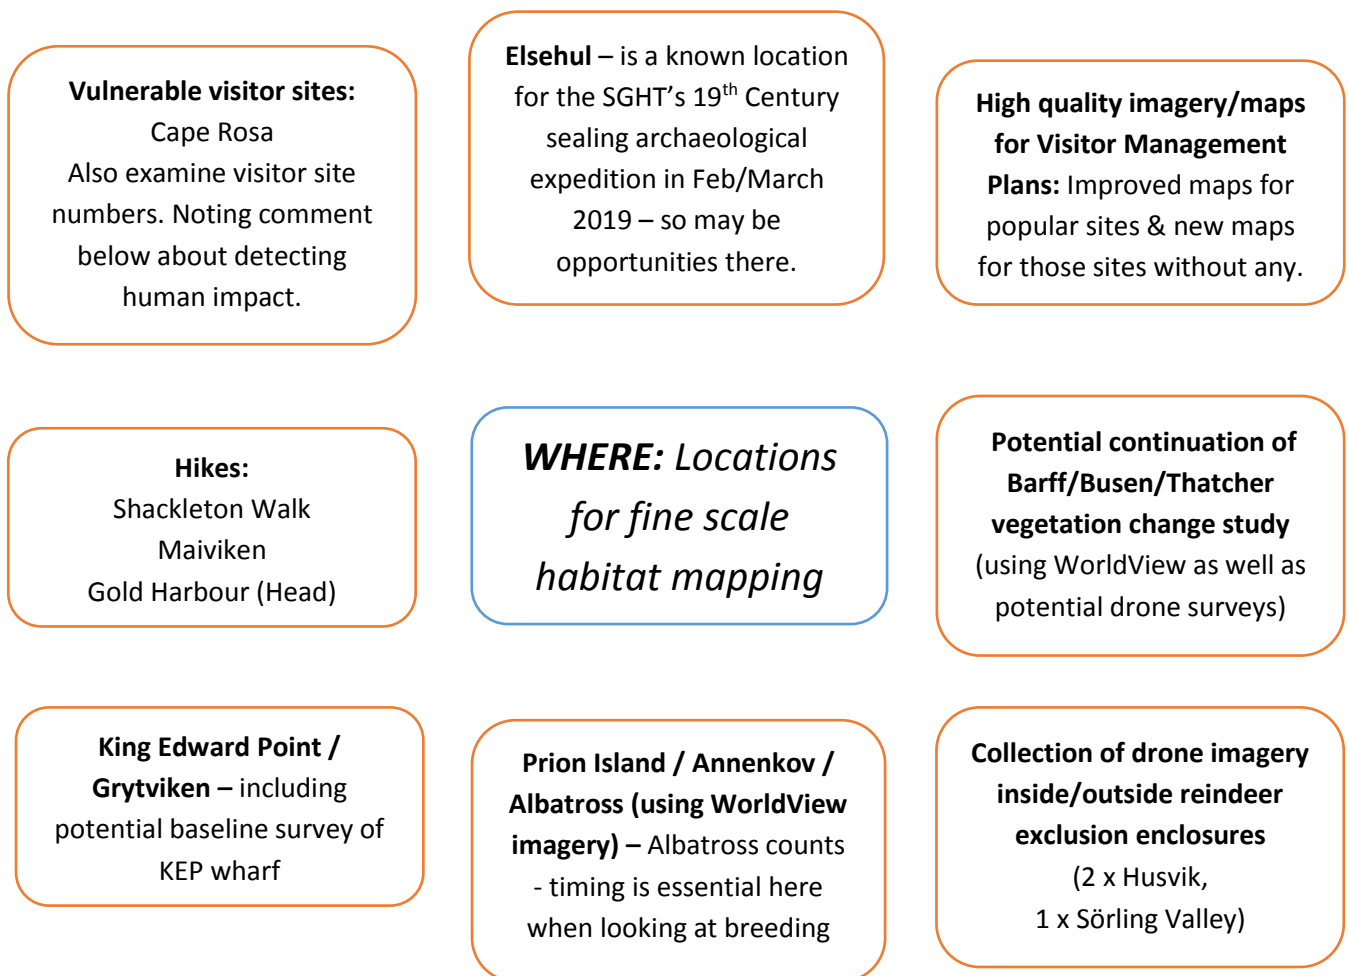 Vulnerable visitor sites:
Cape Rosa
Also examine visitor site
numbers. Noting comment
below about detecting
human impact.
Elsehul – is a known location
for the SGHT’s 19th Century
sealing archaeological
expedition in Feb/March
2019 – so may be
opportunities there.
High quality imagery/maps
for Visitor Management
Plans: Improved maps for
popular sites & new maps
for those sites without any.
Hikes:
Shackleton Walk
Maiviken
Gold Harbour (Head)
WHERE: Locations
for fine scale
habitat mapping
Potential continuation of
Barff/Busen/Thatcher
vegetation change study
(using WorldView as well as
potential drone surveys)
King Edward Point /
Grytviken – including
potential baseline survey of
KEP wharf
Prion Island / Annenkov /
Albatross (using WorldView
imagery) – Albatross counts
- timing is essential here
when looking at breeding
Collection of drone imagery
inside/outside reindeer
exclusion enclosures
(2 x Husvik,
1 x Sörling Valley)